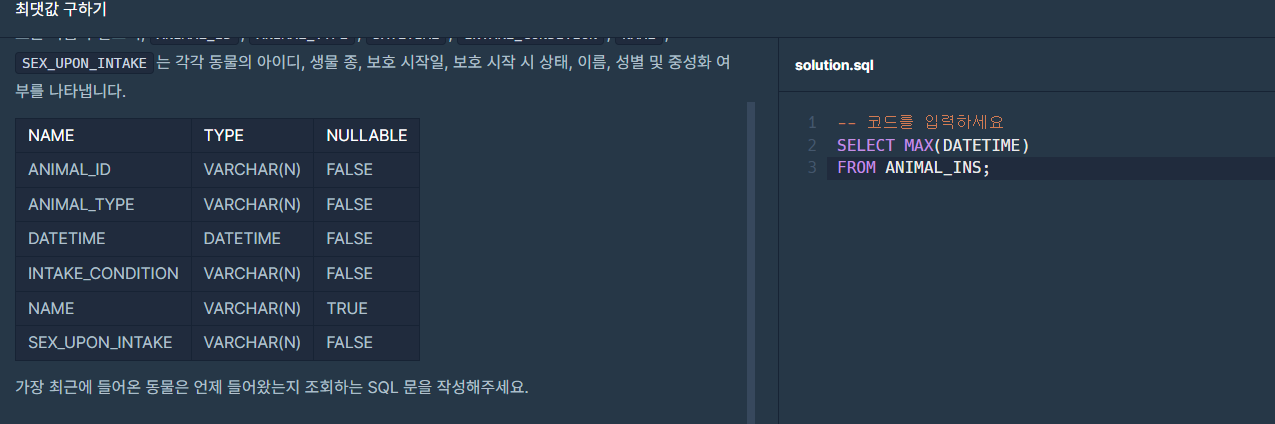 최댓값 구하기
SEX_UPON_INTAKE 는 각각 동물의 아이디, 생물 종, 보호 시작일, 보호 시작 시 상태, 이름, 성별 및 중성화 여
부를 나타냅니다.
NAME TYPE NULLABLE
ANIMAL_ID VARCHAR(N) FALSE
ANIMAL_TYPE VARCHAR(N) FALSE
DATETIME DATETIME FALSE
INTAKE_CONDITION VARCHAR(N) FALSE
NAME VARCHAR(N) TRUE
SEX_UPON_INTAKE VARCHAR(N) FALSE
가장 최근에 들어온 동물은 언제 들어왔는지 조회하는 SQL 문을 작성해주세요.
solution.sql
1 -- 코드를 입력하세요
2 SELECT MAX(DATETIME)
3 FROM ANIMAL_INS;